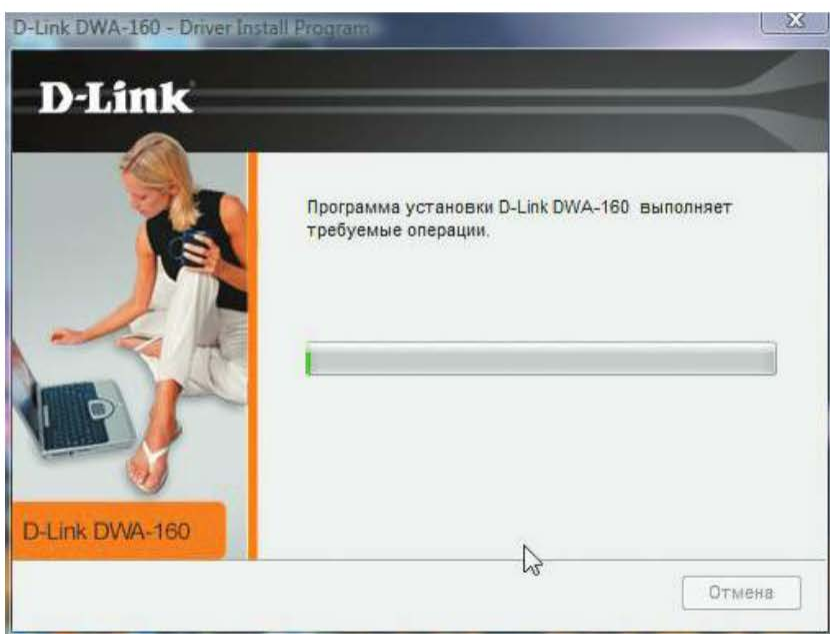 D-Link DWA-160 - Driver Install Program
D-Link
Программа установки D-Link DWA-160 выполняет
требуемые операции.
D-Link DWA-160
Отмена